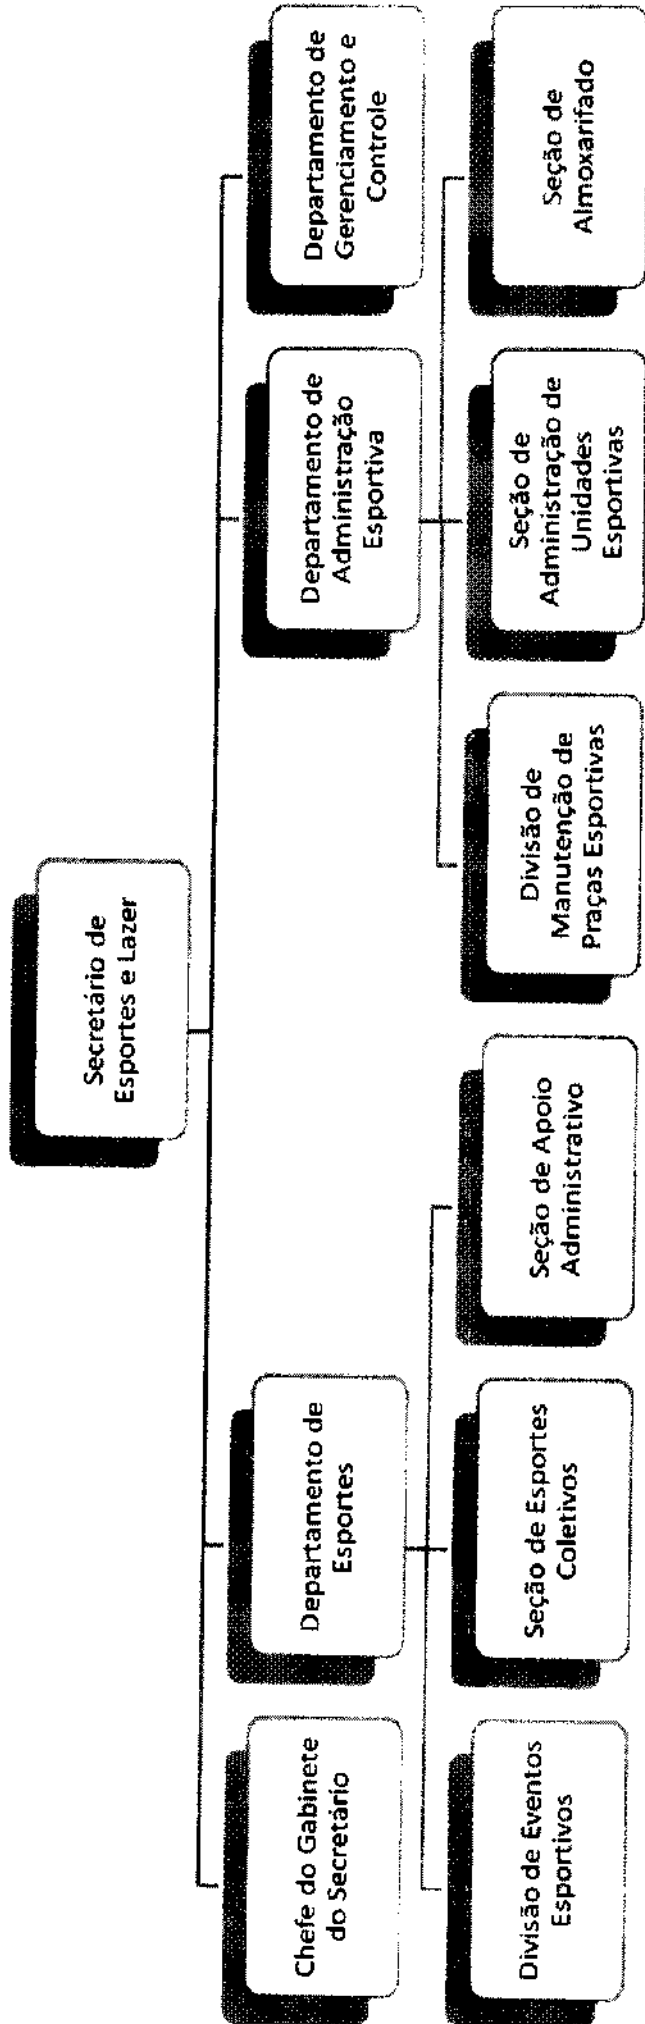 Secretário de
Esportes e Lazer
Chefe do Gabinete
do Secretário
Departamento de
Esportes
Departamento de
Administração
Esportiva
Departamento de
Gerenciamento e
Controle
Divisão de Eventos
Esportivos
Seção de Esportes
Coletivos
Seção de Apoio
Administrativo
Divisão de
Manutenção de
Praças Esportivas
Seção de
Administração de
Unidades
Esportivas
Seção de
Almoxarifado